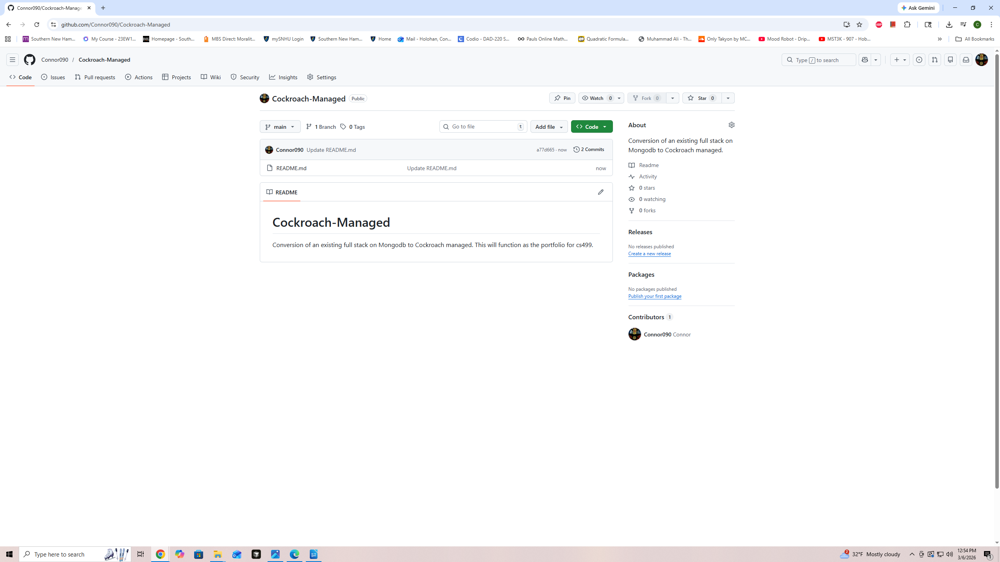 Connor090/Cockroach-Manage
Ask Gemini
github.com/Connor090/Cockroach-Managed
ABP
C
Southern New Ham...
My Course - 23EW1...
D2L Homepage - South...
MBS Direct: Moralit...
mySNHU Login
Southern New Ham...
Home
Mail - Holohan, Con...
Codio - DAD-220 S...
Pauls Online Math...
Quadratic Formula...
Muhammad Ali - Th...
Only Takyon by MC...
Mood Robot - Drip...
MST3K - 907 - Hob...
All Bookmarks
Connor090 / Cockroach-Managed
Type / to search
Code
Issues
Pull requests
Actions
Projects
Wiki
Security
Insights
Settings
Cockroach-Managed Public
Pin
Watch 0
Fork 0
Star 0
main
1 Branch
0 Tags
Go to file t
Add file
Code
Connor090 Update README.md a77d665 · now 2 Commits
README.md Update README.md now
README
Cockroach-Managed
Conversion of an existing full stack on Mongodb to Cockroach managed. This will function as the portfolio for cs499.
About
Conversion of an existing full stack on
Mongodb to Cockroach managed.
Readme
Activity
0 stars
0 watching
0 forks
Releases
No releases published
Create a new release
Packages
No packages published
Publish your first package
Contributors 1
Connor090 Connor
Type here to search
2
32°F Mostly cloudy
12:54 PM
3/6/2026
1